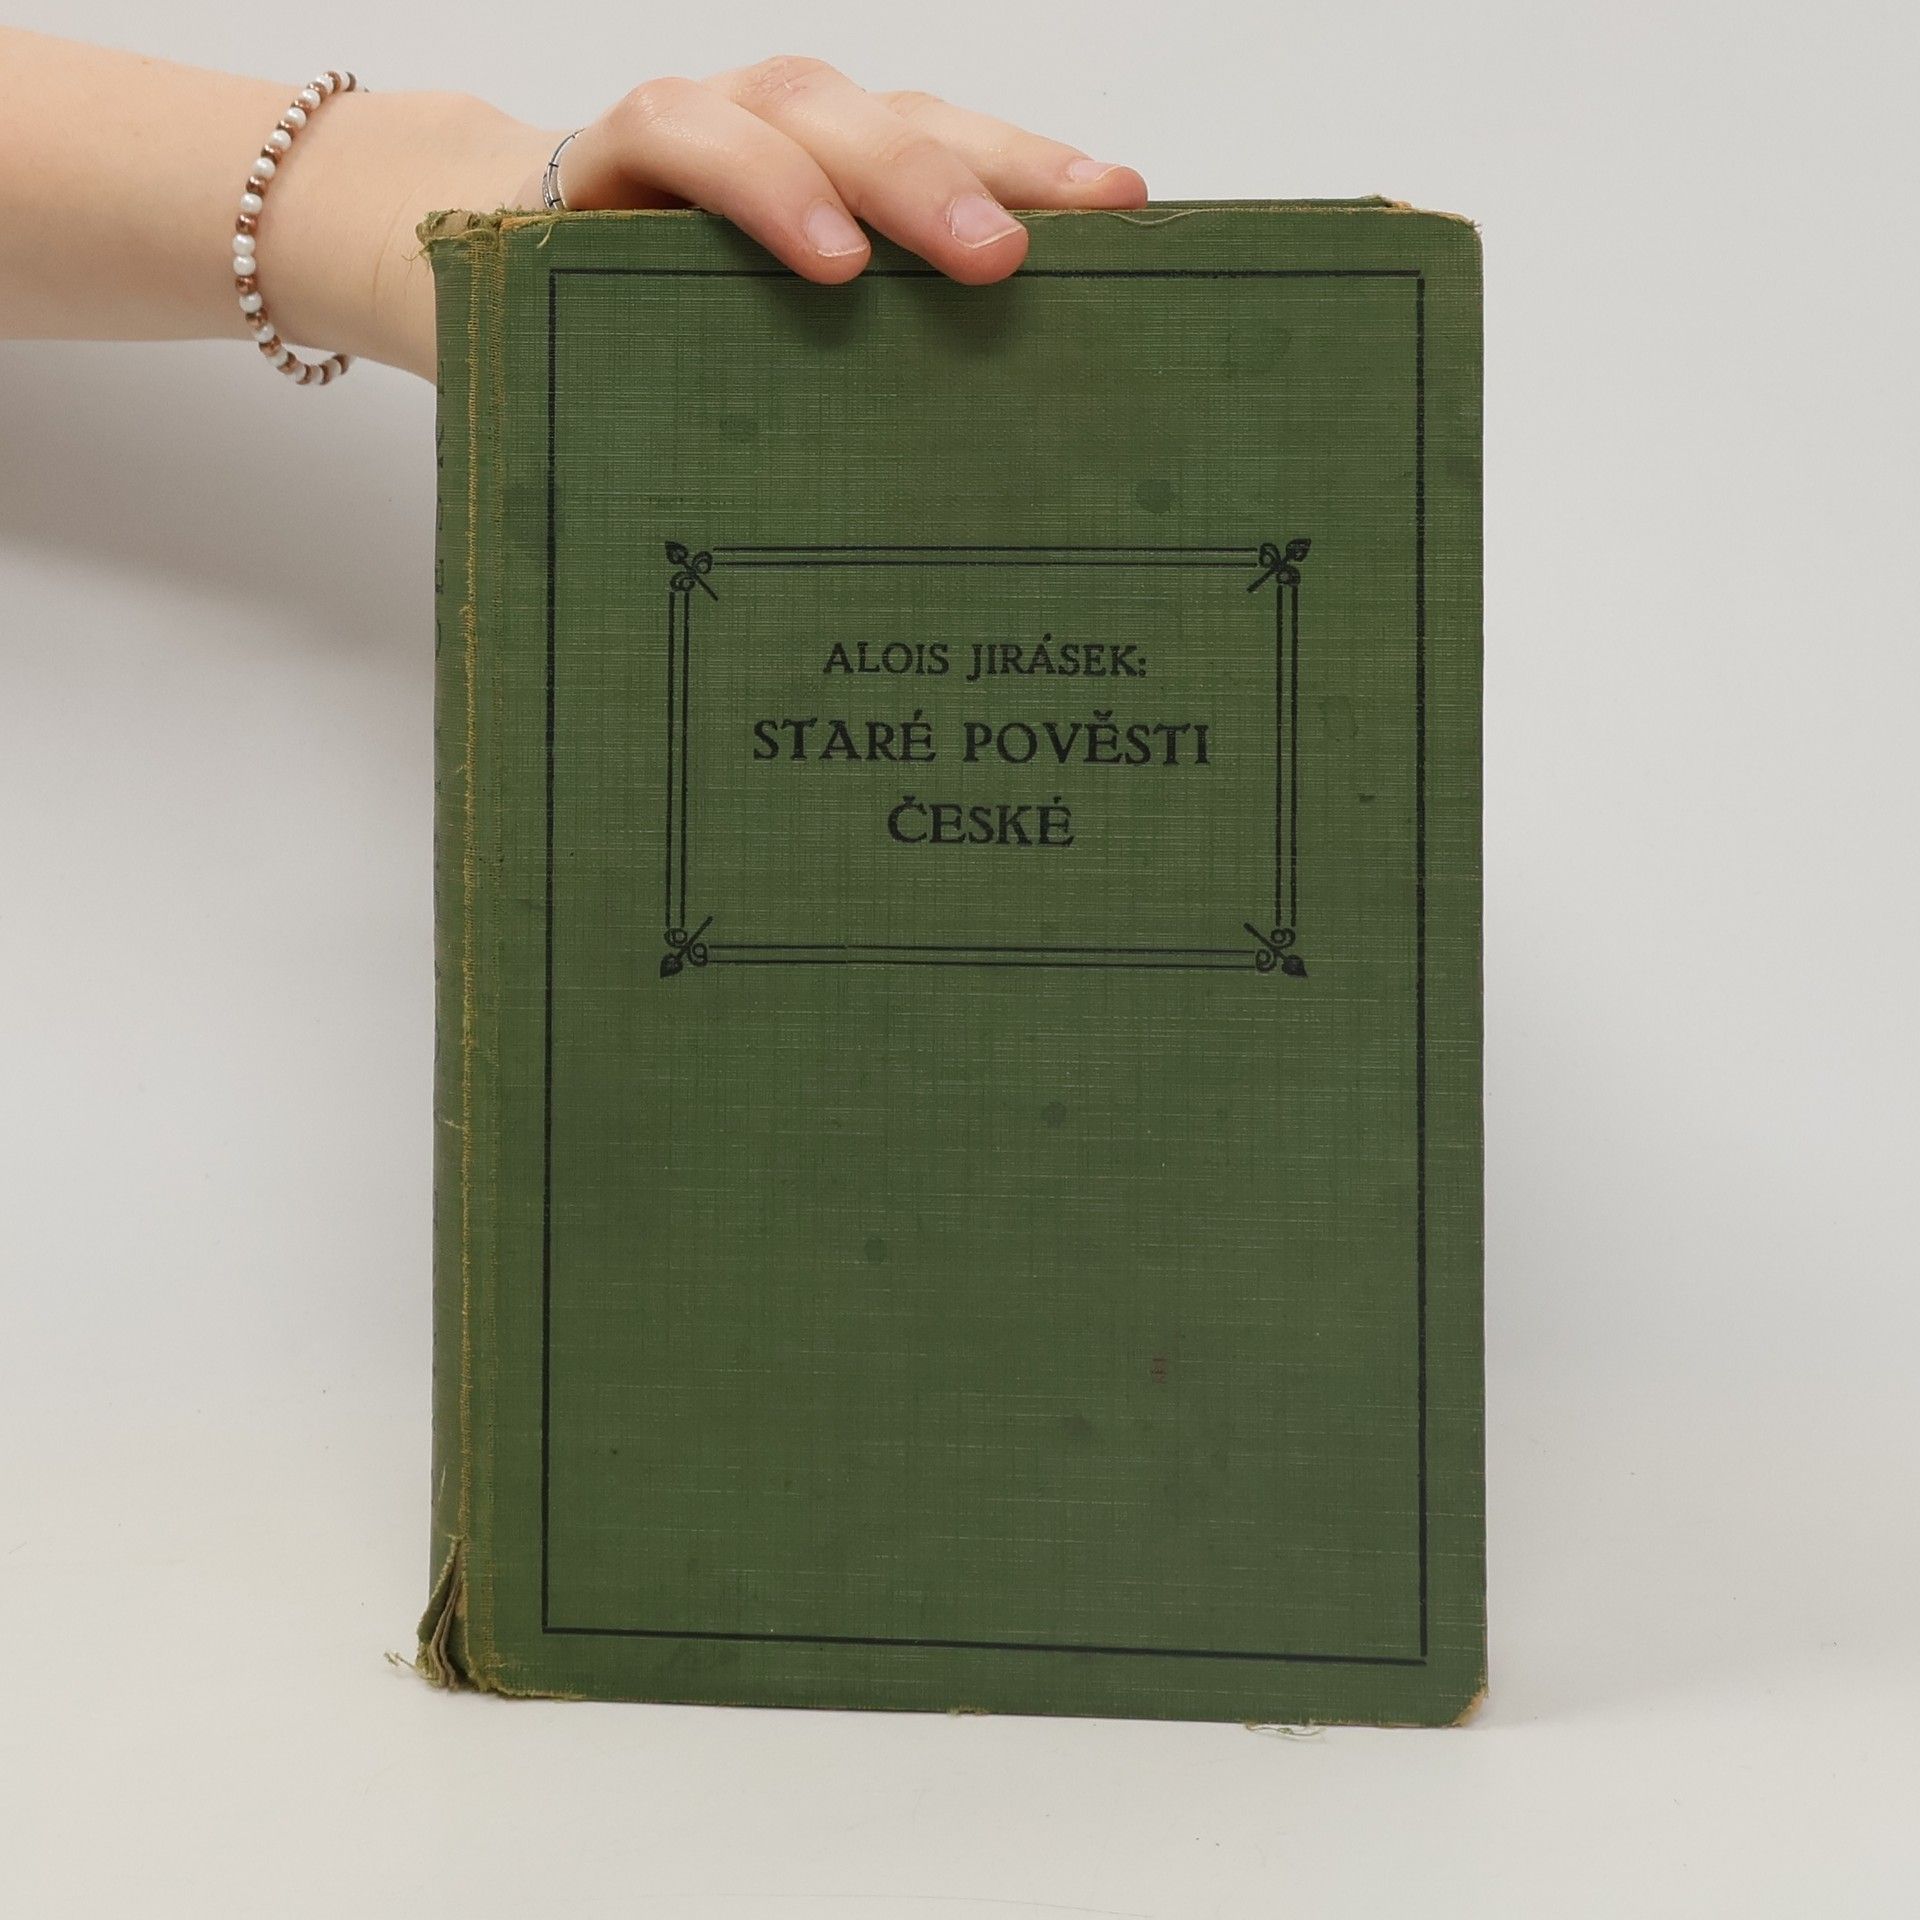 ALOIS JIRÁSEK:
STARÉ POVĚSTI
ČESKÉ